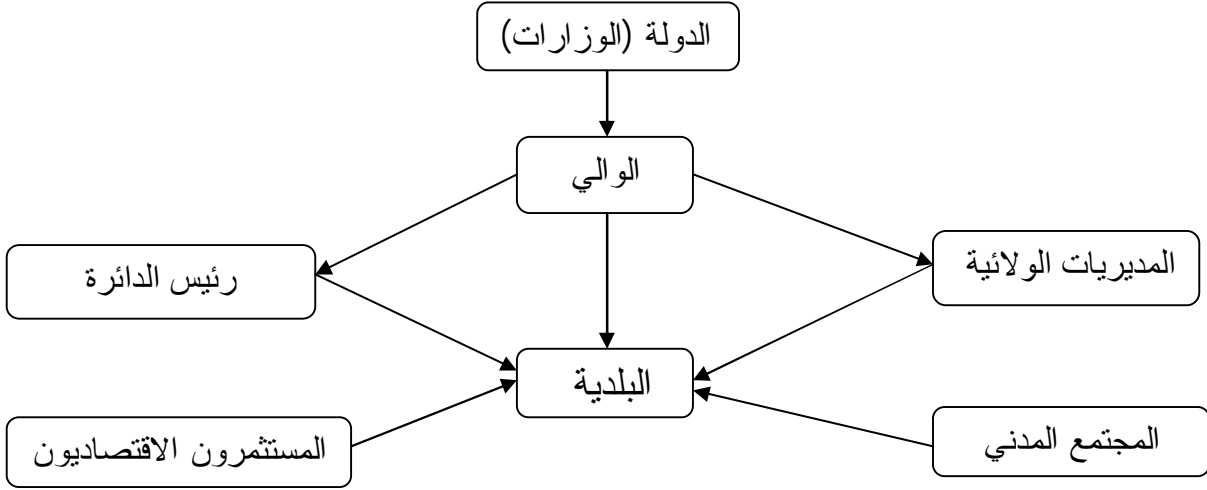 الدولة (الوزارات)
الوالي
المديريات الولائية
رئيس الدائرة
البلدية
المجتمع المدني
المستثمرون الاقتصاديون